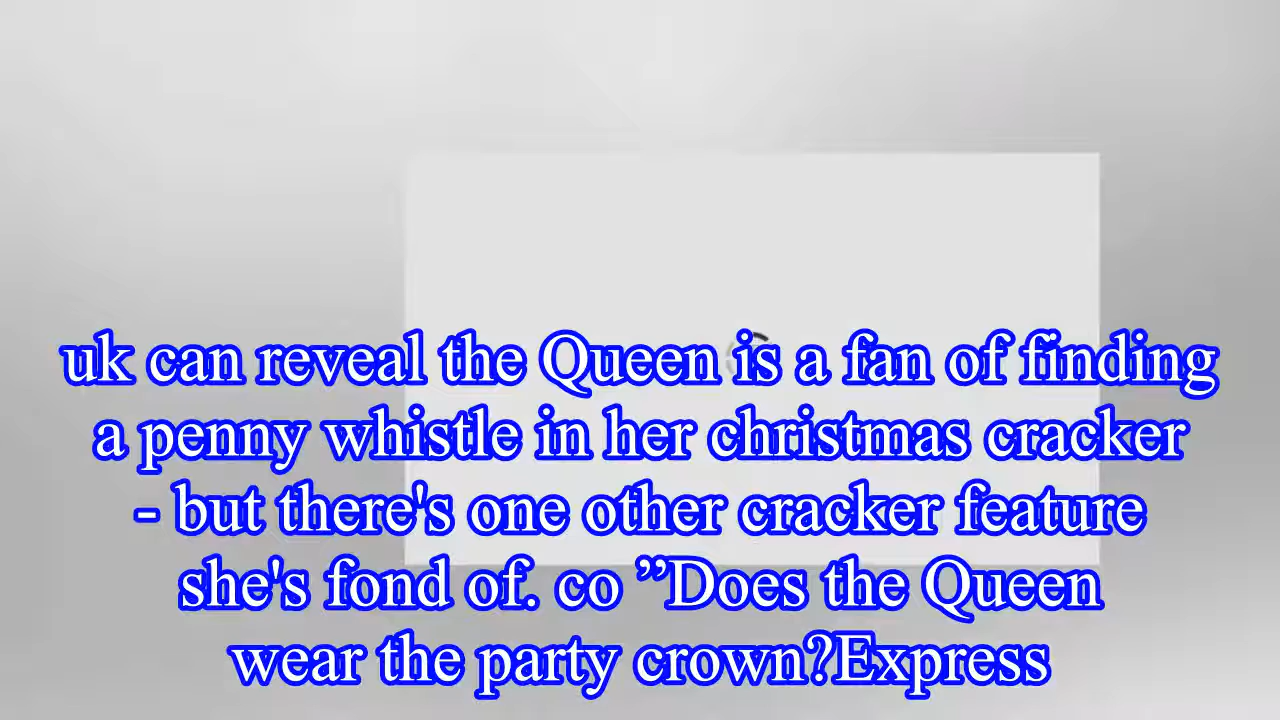 uk can reveal the Queen is a fan of finding
a penny whistle in her christmas cracker
- but there's one other cracker feature
she's fond of. co ”Does the Queen
wear the party crown?Express